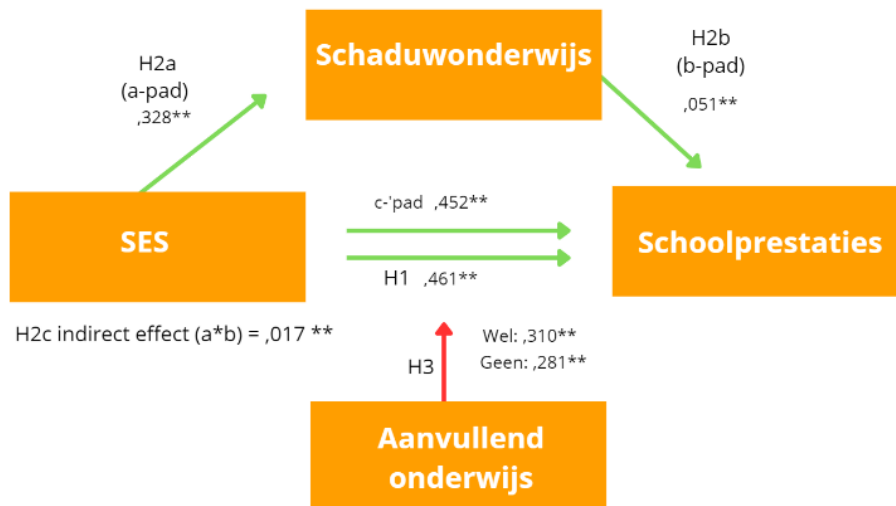 Schaduwonderwijs
H2a
(a-pad)
,328**
H2b
(b-pad)
,051**
SES
c-'pad ,452**
H1 ,461**
Schoolprestaties
H2c indirect effect (a*b) = ,017 **
H3
Wel: ,310**
Geen: ,281**
Aanvullend
onderwijs